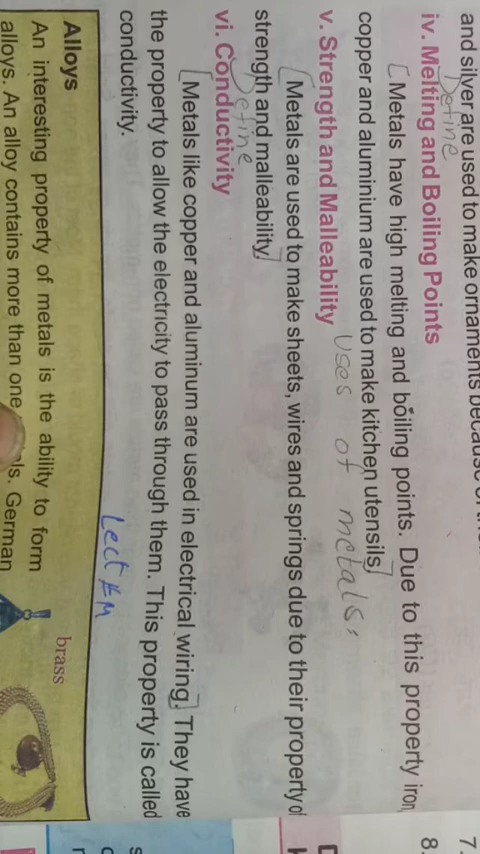 and silver are used to make ornaments because of
Define
iv. Melting and Boiling Points
[Metals have high melting and boiling points. Due to this property iron,
copper and aluminium are used to make kitchen utensils]
v. Strength and Malleability
Uses of metals,
[Metals are used to make sheets, wires and springs due to their property of
strength and malleability.]
Define
vi. Conductivity
[Metals like copper and aluminum are used in electrical wiring.] They have
the property to allow the electricity to pass through them. This property is called
conductivity.
Lect
Alloys
An interesting property of metals is the ability to form
alloys. An alloy contains more than one German
brass
7.
8.